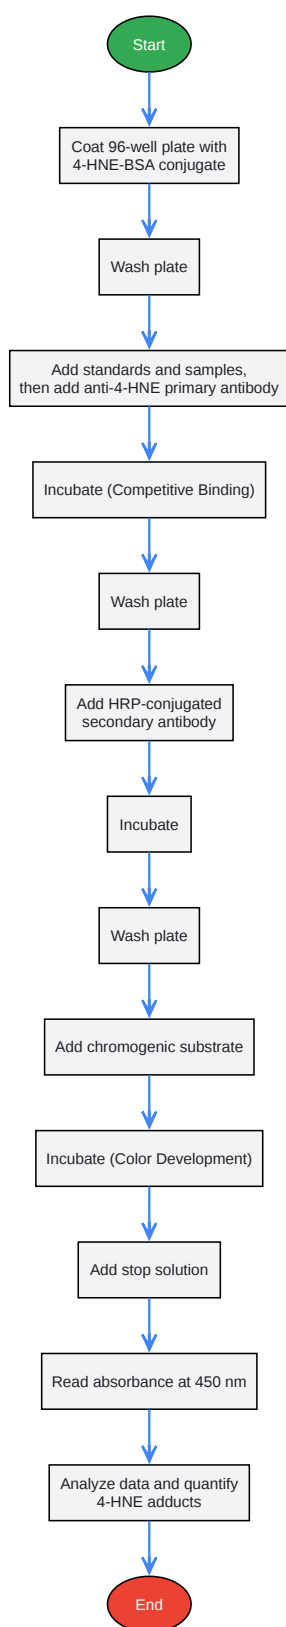 Start
Coat 96-well plate with
4-HNE-BSA conjugate
Wash plate
Add standards and samples,
then add anti-4-HNE primary antibody
Incubate (Competitive Binding)
Wash plate
Add HRP-conjugated
secondary antibody
Incubate
Wash plate
Add chromogenic substrate
Incubate (Color Development)
Add stop solution
Read absorbance at 450 nm
Analyze data and quantify
4-HNE adducts
End